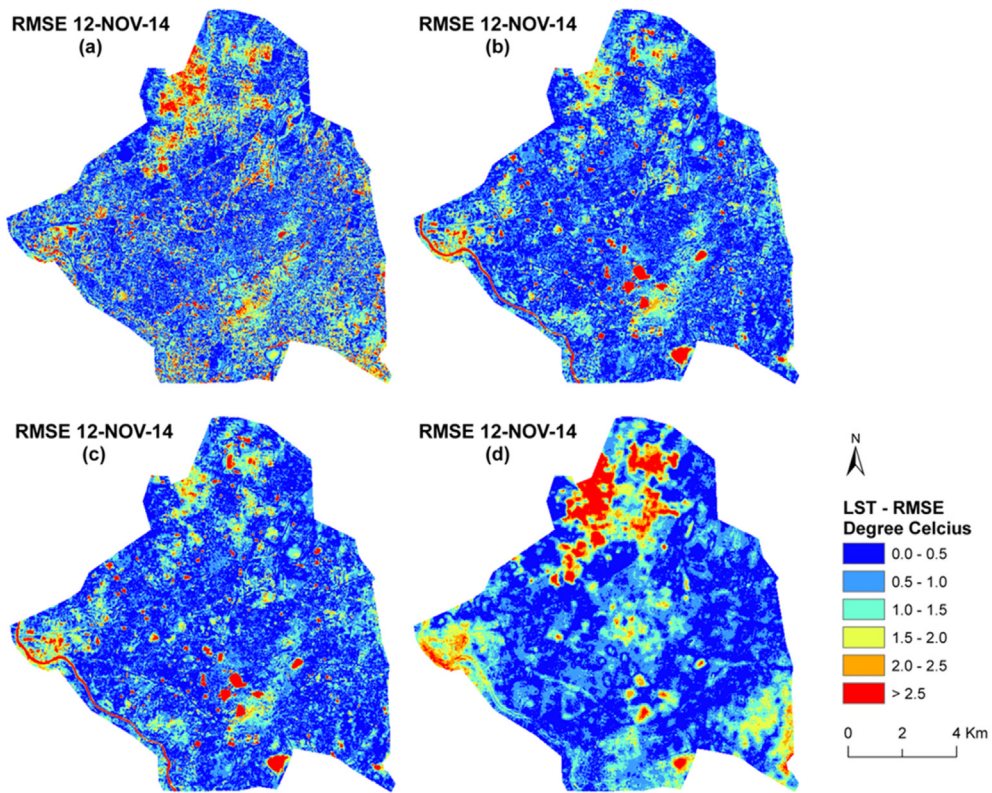 RMSE 12-NOV-14
(a)
RMSE 12-NOV-14
(b)
RMSE 12-NOV-14
(c)
RMSE 12-NOV-14
(d)
N
LST - RMSE
Degree Celcius
0.0 - 0.5
0.5 - 1.0
1.0 - 1.5
1.5 - 2.0
2.0 - 2.5
> 2.5
0 2 4 Km